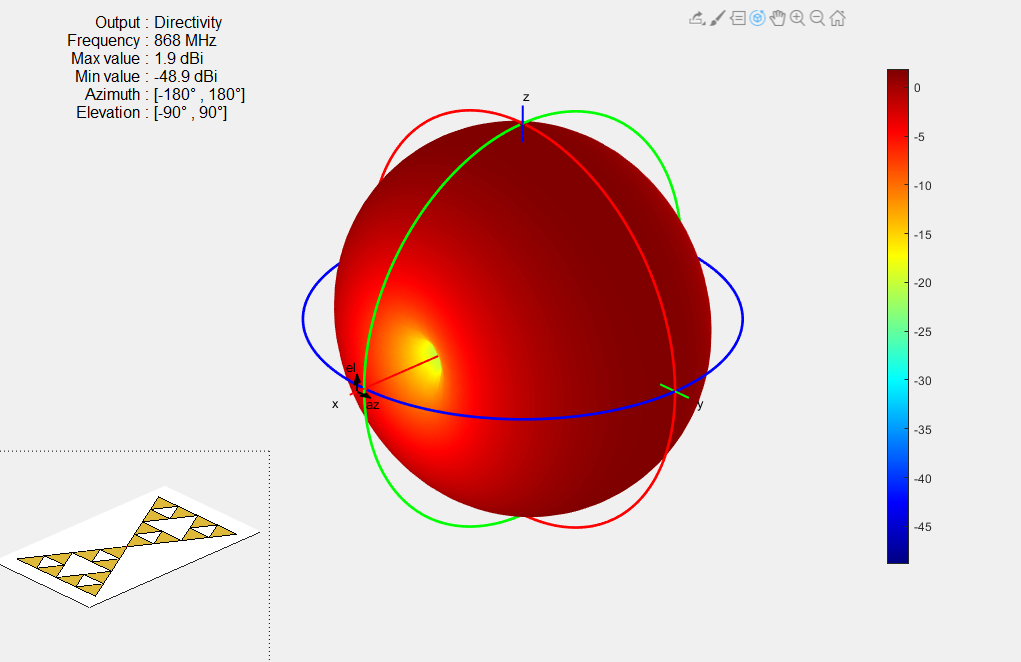 Output : Directivity
Frequency : 868 MHz
Max value : 1.9 dBi
Min value : -48.9 dBi
Azimuth : [-180° , 180°]
Elevation : [-90° , 90°]
z
el
x
az
y
0
-5
-10
-15
-20
-25
-30
-35
-40
-45